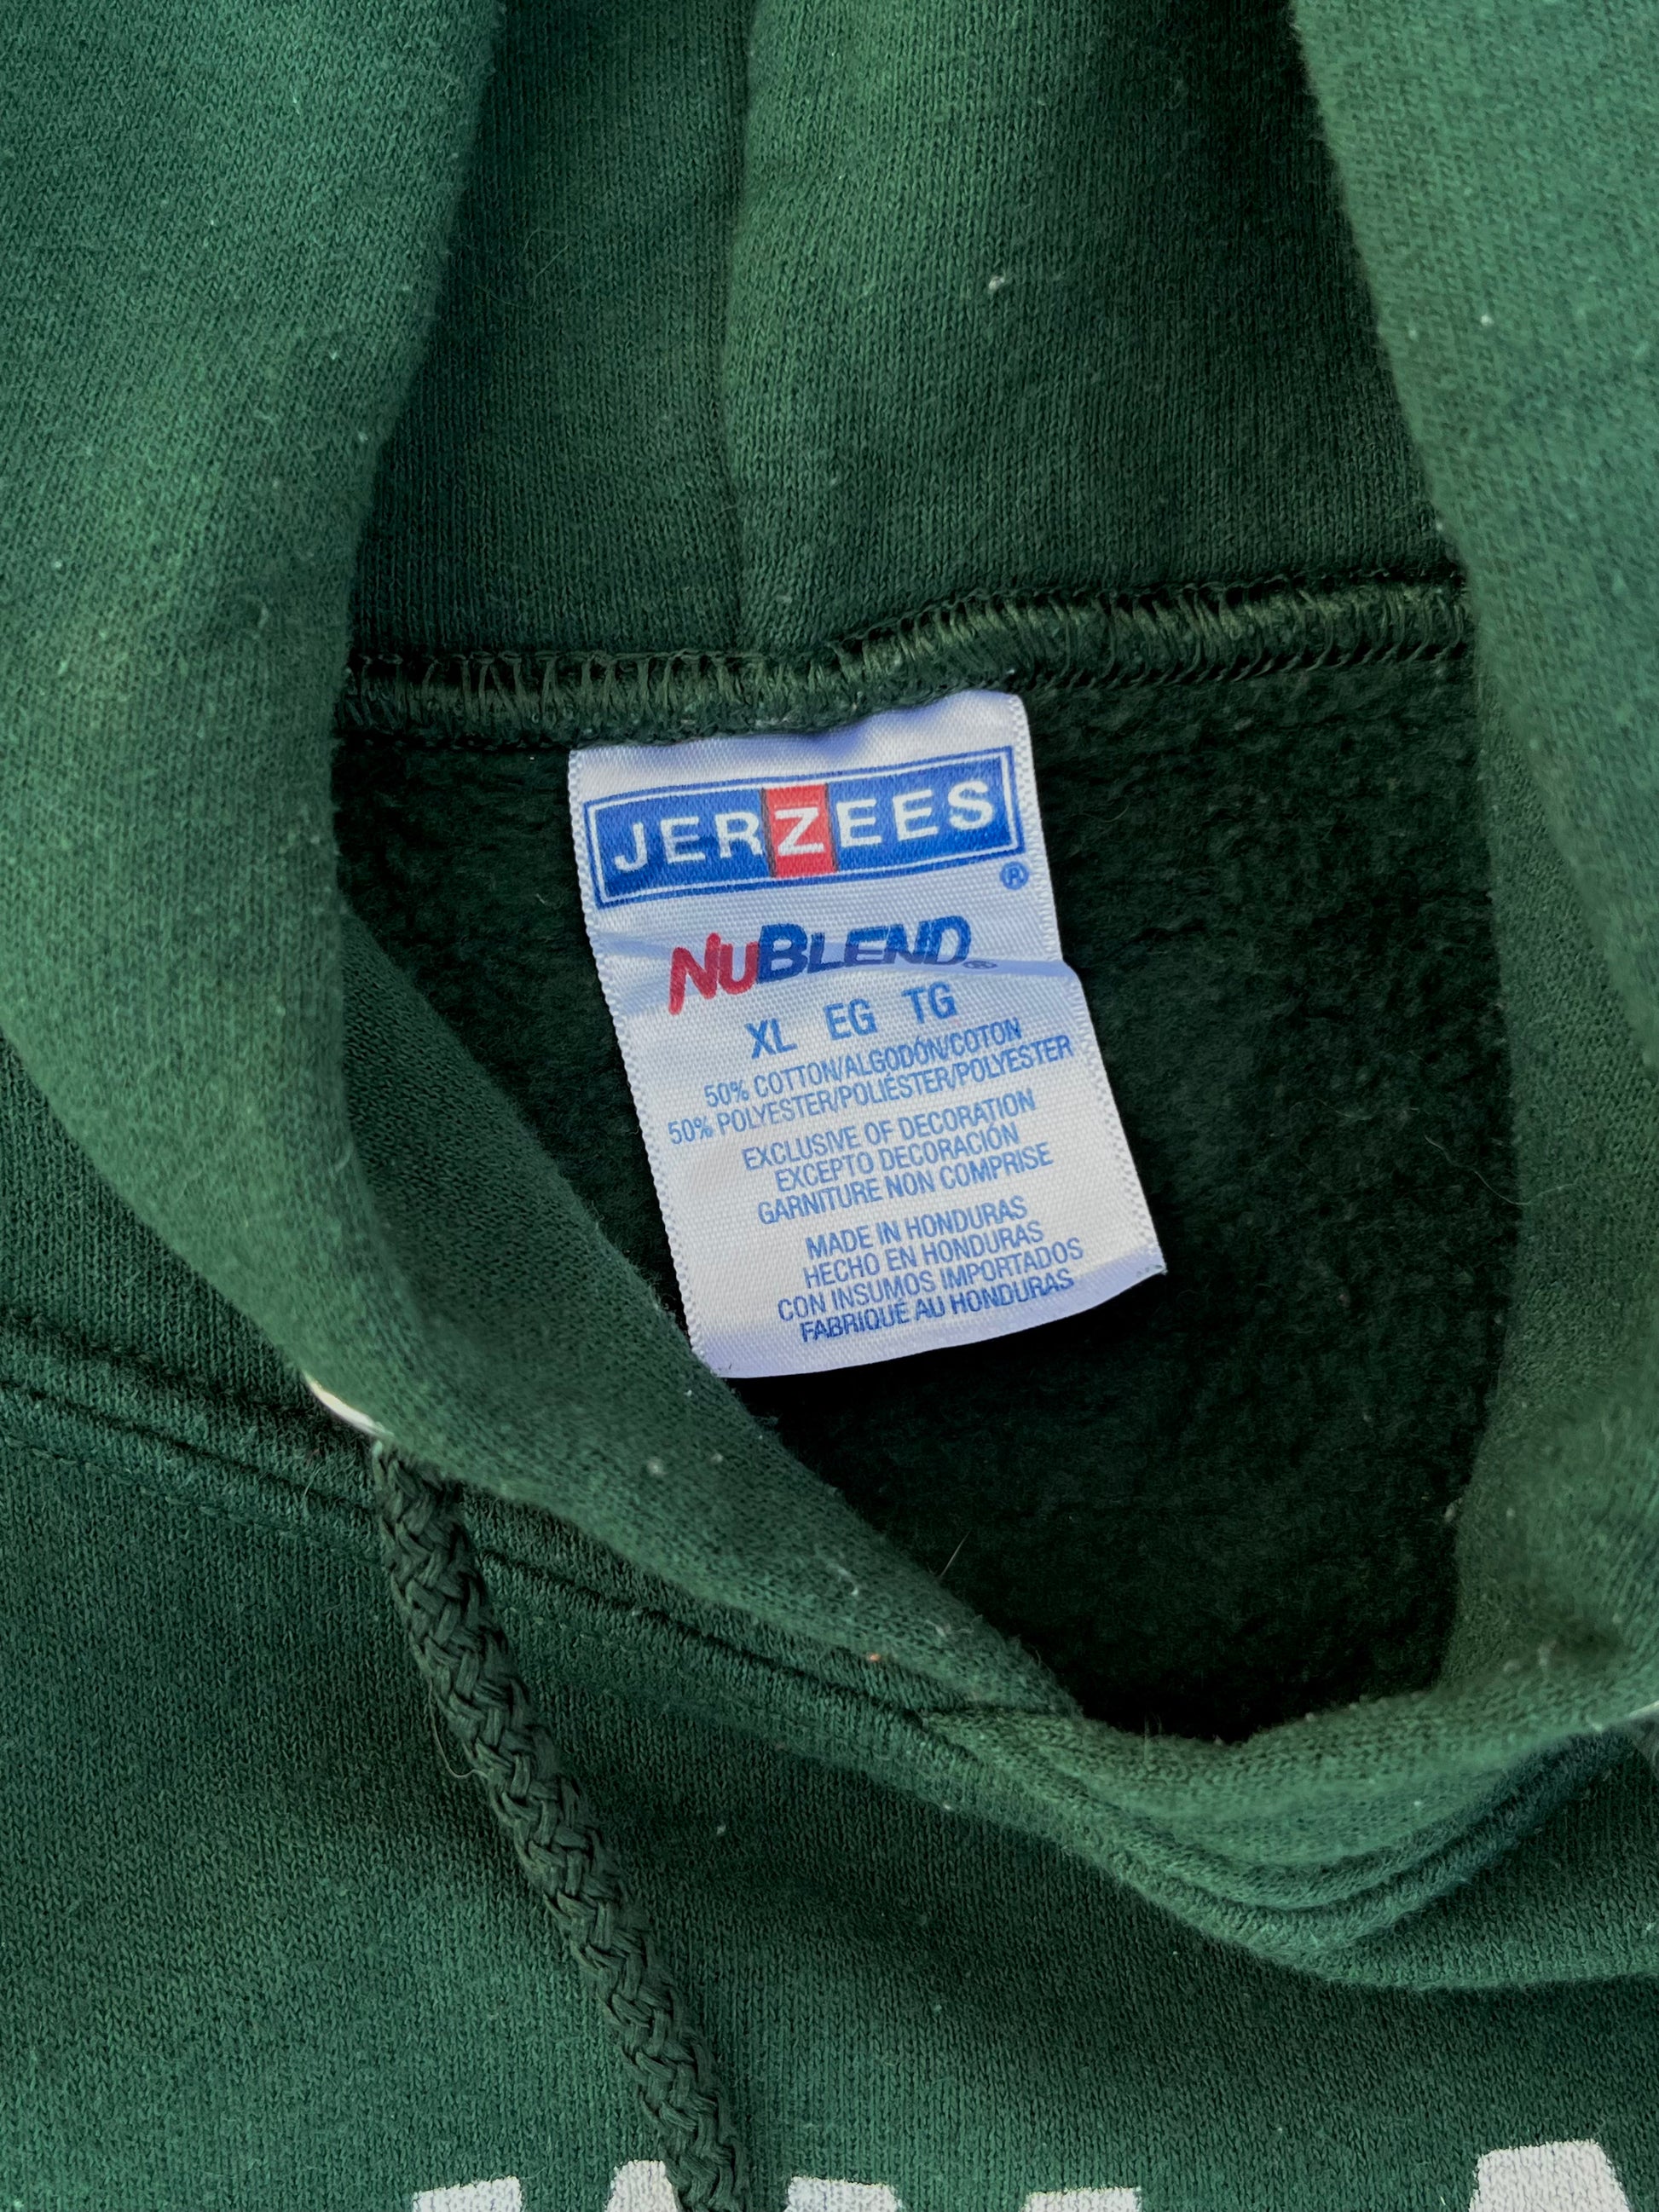 JERZEES
®
NUBLEND®
XL EG TG
50% COTTON/ALGODÓN/COTON
50% POLYESTER/POLIÉSTER/POLYESTER
EXCLUSIVE OF DECORATION
EXCEPTO DECORACIÓN
GARNITURE NON COMPRISE
MADE IN HONDURAS
HECHO EN HONDURAS
CON INSUMOS IMPORTADOS
FABRIQUÉ AU HONDURAS